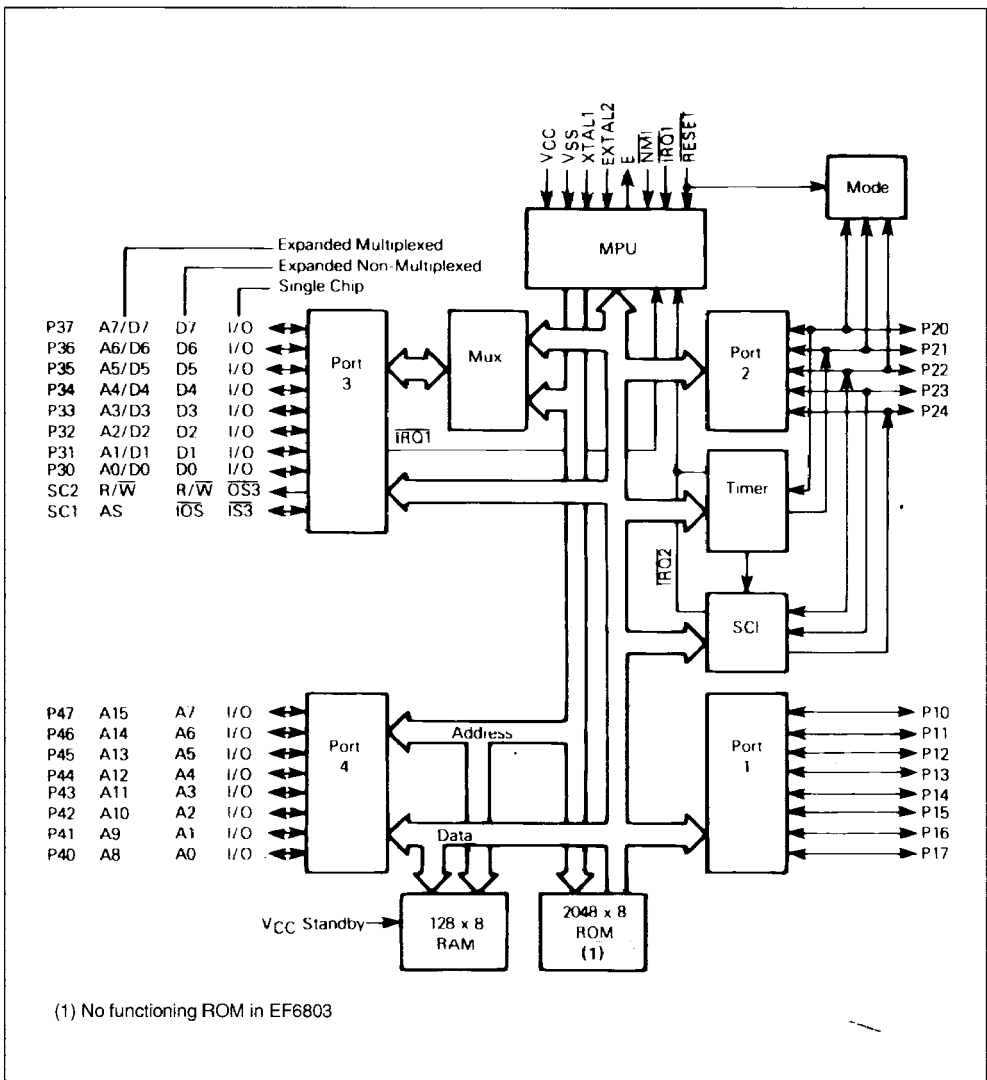 VCC
VSS
XTAL1
EXTAL2
E
NMI
IRQ1
RESET
Mode
MPU
Expanded Multiplexed
Expanded Non-Multiplexed
Single Chip
P37 A7/D7 D7 I/O
P36 A6/D6 D6 I/O
P35 A5/D5 D5 I/O
P34 A4/D4 D4 I/O
P33 A3/D3 D3 I/O
P32 A2/D2 D2 I/O
P31 A1/D1 D1 I/O
P30 A0/D0 D0 I/O
SC2 R/W̅ R/W̅ O̅S̅3̅
SC1 AS I̅O̅S̅ I̅S̅3̅
Port 3
Mux
I̅R̅Q̅1̅
Port 2
P20
P21
P22
P23
P24
Timer
I̅R̅Q̅2̅
SCI
P47 A15 A7 I/O
P46 A14 A6 I/O
P45 A13 A5 I/O
P44 A12 A4 I/O
P43 A11 A3 I/O
P42 A10 A2 I/O
P41 A9 A1 I/O
P40 A8 A0 I/O
Port 4
Address
Data
Port 1
P10
P11
P12
P13
P14
P15
P16
P17
VCC Standby
128 x 8
RAM
2048 x 8
ROM
(1)
(1) No functioning ROM in EF6803